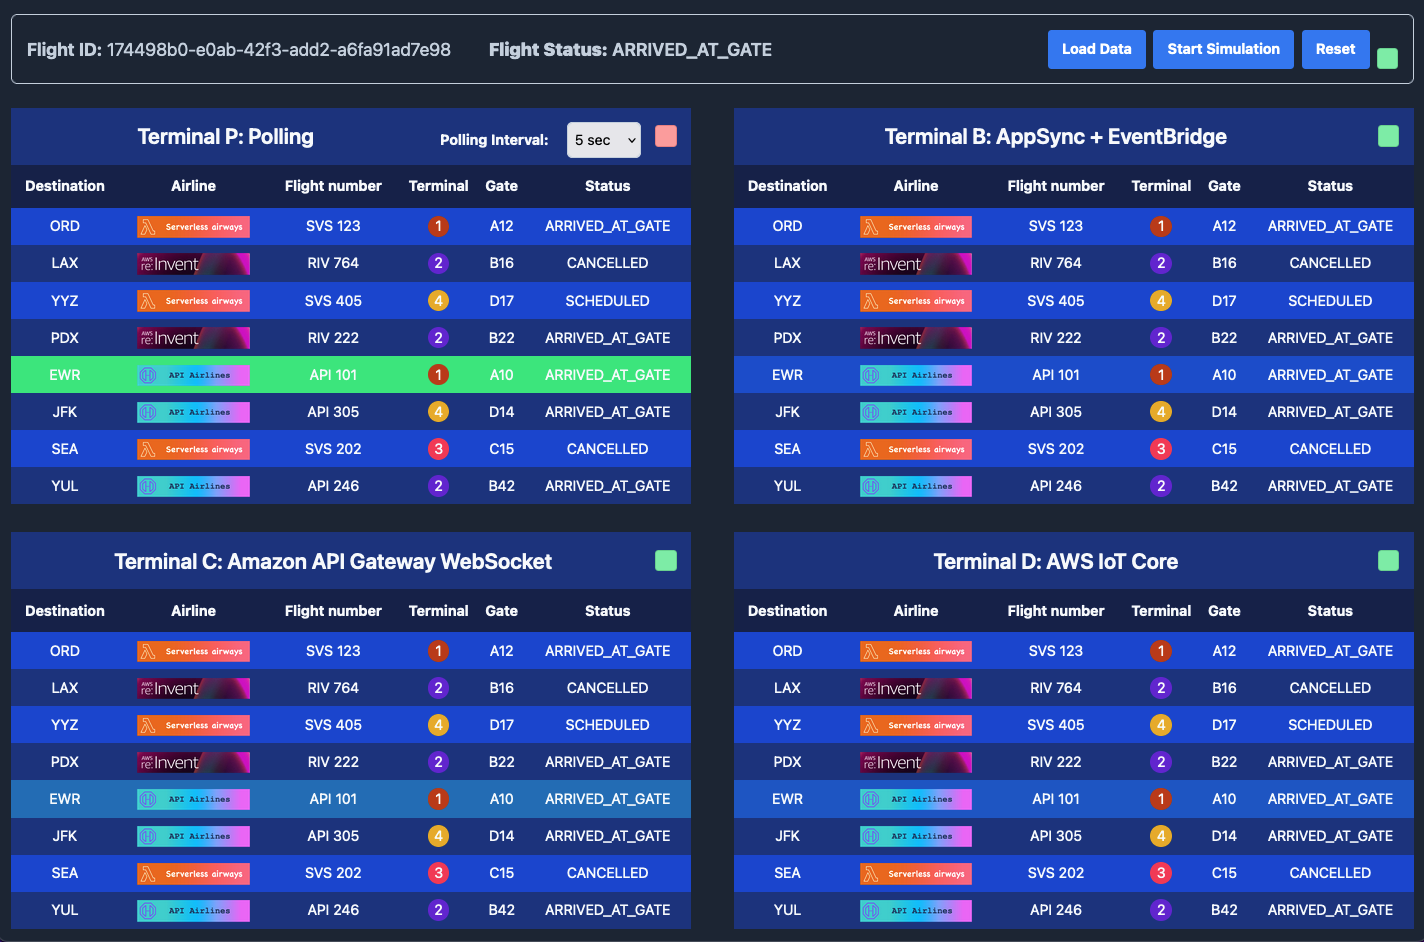 Flight ID: 174498b0-e0ab-42f3-add2-a6fa91ad7e98 Flight Status: ARRIVED_AT_GATE Load Data Start Simulation Reset
Terminal P: Polling Polling Interval: 5 sec
Destination Airline Flight number Terminal Gate Status
ORD Serverless airways SVS 123 1 A12 ARRIVED_AT_GATE
LAX AWS re:Invent RIV 764 2 B16 CANCELLED
YYZ Serverless airways SVS 405 4 D17 SCHEDULED
PDX AWS re:Invent RIV 222 2 B22 ARRIVED_AT_GATE
EWR API Airlines API 101 1 A10 ARRIVED_AT_GATE
JFK API Airlines API 305 4 D14 ARRIVED_AT_GATE
SEA Serverless airways SVS 202 3 C15 CANCELLED
YUL API Airlines API 246 2 B42 ARRIVED_AT_GATE
Terminal B: AppSync + EventBridge
Destination Airline Flight number Terminal Gate Status
ORD Serverless airways SVS 123 1 A12 ARRIVED_AT_GATE
LAX AWS re:Invent RIV 764 2 B16 CANCELLED
YYZ Serverless airways SVS 405 4 D17 SCHEDULED
PDX AWS re:Invent RIV 222 2 B22 ARRIVED_AT_GATE
EWR API Airlines API 101 1 A10 ARRIVED_AT_GATE
JFK API Airlines API 305 4 D14 ARRIVED_AT_GATE
SEA Serverless airways SVS 202 3 C15 CANCELLED
YUL API Airlines API 246 2 B42 ARRIVED_AT_GATE
Terminal C: Amazon API Gateway WebSocket
Destination Airline Flight number Terminal Gate Status
ORD Serverless airways SVS 123 1 A12 ARRIVED_AT_GATE
LAX AWS re:Invent RIV 764 2 B16 CANCELLED
YYZ Serverless airways SVS 405 4 D17 SCHEDULED
PDX AWS re:Invent RIV 222 2 B22 ARRIVED_AT_GATE
EWR API Airlines API 101 1 A10 ARRIVED_AT_GATE
JFK API Airlines API 305 4 D14 ARRIVED_AT_GATE
SEA Serverless airways SVS 202 3 C15 CANCELLED
YUL API Airlines API 246 2 B42 ARRIVED_AT_GATE
Terminal D: AWS IoT Core
Destination Airline Flight number Terminal Gate Status
ORD Serverless airways SVS 123 1 A12 ARRIVED_AT_GATE
LAX AWS re:Invent RIV 764 2 B16 CANCELLED
YYZ Serverless airways SVS 405 4 D17 SCHEDULED
PDX AWS re:Invent RIV 222 2 B22 ARRIVED_AT_GATE
EWR API Airlines API 101 1 A10 ARRIVED_AT_GATE
JFK API Airlines API 305 4 D14 ARRIVED_AT_GATE
SEA Serverless airways SVS 202 3 C15 CANCELLED
YUL API Airlines API 246 2 B42 ARRIVED_AT_GATE